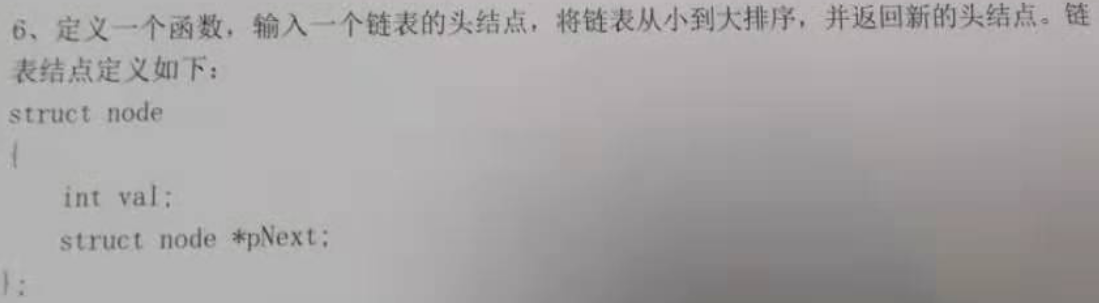 6、定义一个函数，输入一个链表的头结点，将链表从小到大排序，并返回新的头结点。链
表结点定义如下：
struct node
{
int val;
struct node *pNext;
};